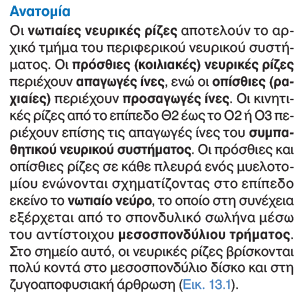 Ανατομία
Οι νωτιαίες νευρικές ρίζες αποτελούν το αρ-
χικό τμήμα του περιφερικού νευρικού συστή-
ματος. Οι πρόσθιες (κοιλιακές) νευρικές ρίζες
περιέχουν απαγωγές ίνες, ενώ οι οπίσθιες (ρα-
χιαίες) περιέχουν προσαγωγές ίνες. Οι κινητι-
κές ρίζες από το επίπεδο Θ2 έως το Ο2 ή Ο3 πε-
ριέχουν επίσης τις απαγωγές ίνες του συμπα-
θητικού νευρικού συστήματος. Οι πρόσθιες και
οπίσθιες ρίζες σε κάθε πλευρά ενός μυελοτο-
μίου ενώνονται σχηματίζοντας στο επίπεδο
εκείνο το νωτιαίο νεύρο, το οποίο στη συνέχεια
εξέρχεται από το σπονδυλικό σωλήνα μέσω
του αντίστοιχου μεσοσπονδύλιου τρήματος.
Στο σημείο αυτό, οι νευρικές ρίζες βρίσκονται
πολύ κοντά στο μεσοσπονδύλιο δίσκο και στη
ζυγοαποφυσιακή άρθρωση (Εικ. 13.1).